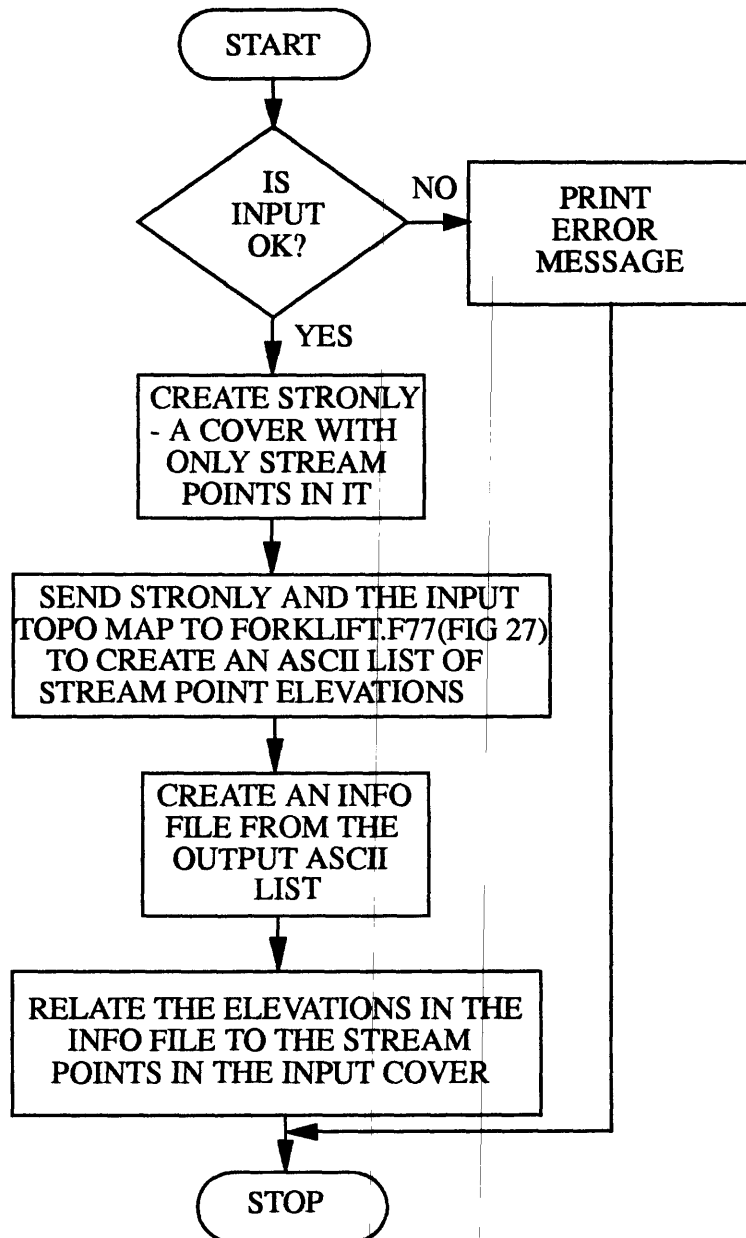 START
IS
INPUT
OK?
NO
PRINT
ERROR
MESSAGE
YES
CREATE STRONLY
- A COVER WITH
ONLY STREAM
POINTS IN IT
SEND STRONLY AND THE INPUT
TOPO MAP TO FORKLIFT.F77(FIG 27)
TO CREATE AN ASCII LIST OF
STREAM POINT ELEVATIONS
CREATE AN INFO
FILE FROM THE
OUTPUT ASCII
LIST
RELATE THE ELEVATIONS IN THE
INFO FILE TO THE STREAM
POINTS IN THE INPUT COVER
STOP